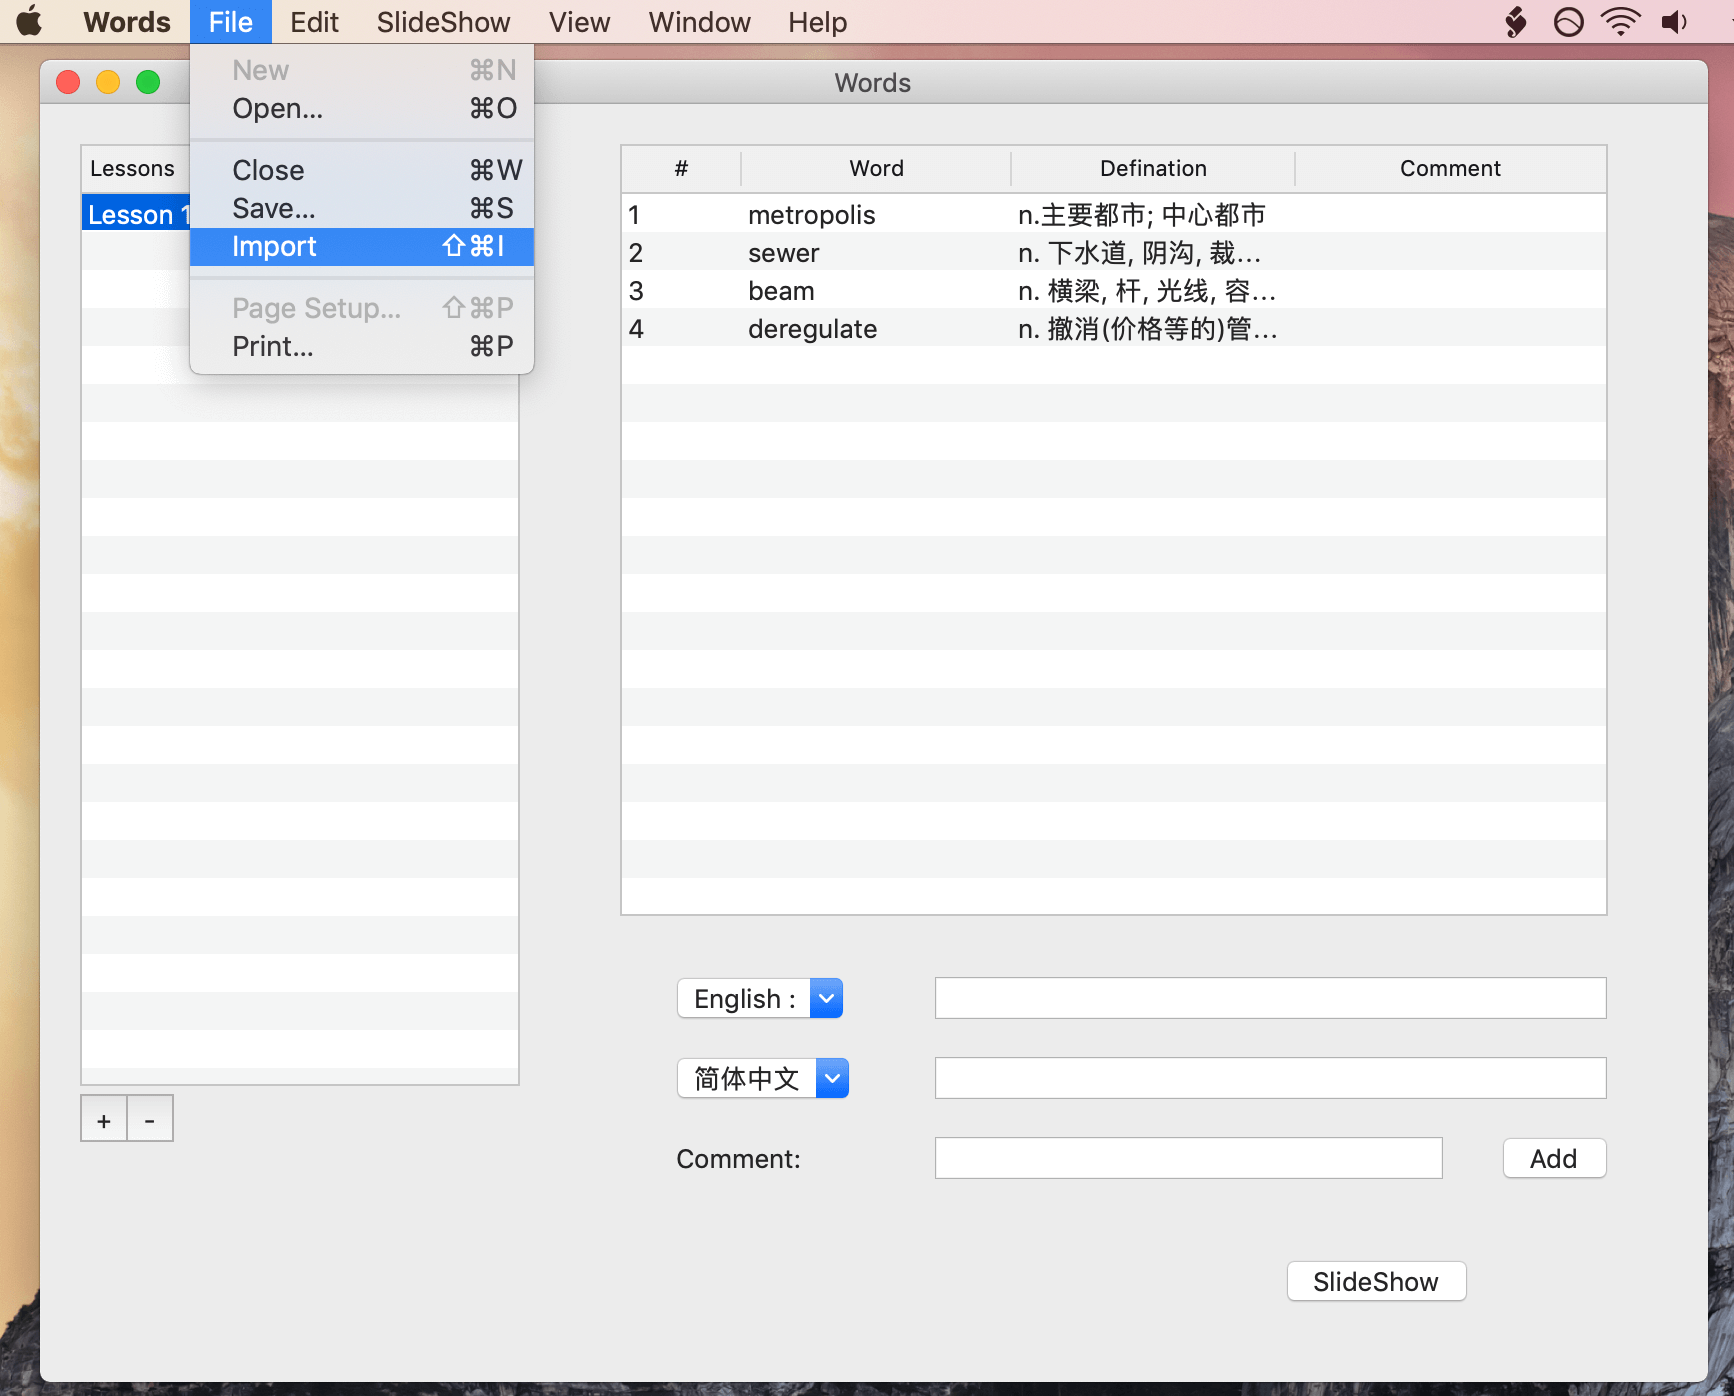 Words File Edit SlideShow View Window Help
Words
New ⌘N
Open... ⌘O
Close ⌘W
Save... ⌘S
Import ⇧⌘I
Page Setup... ⇧⌘P
Print... ⌘P
Lessons
Lesson 1
# Word Defination Comment
1 metropolis n.主要都市; 中心都市
2 sewer n. 下水道, 阴沟, 裁...
3 beam n. 横梁, 杆, 光线, 容...
4 deregulate n. 撤消(价格等的)管...
+ -
English :
简体中文
Comment: Add
SlideShow